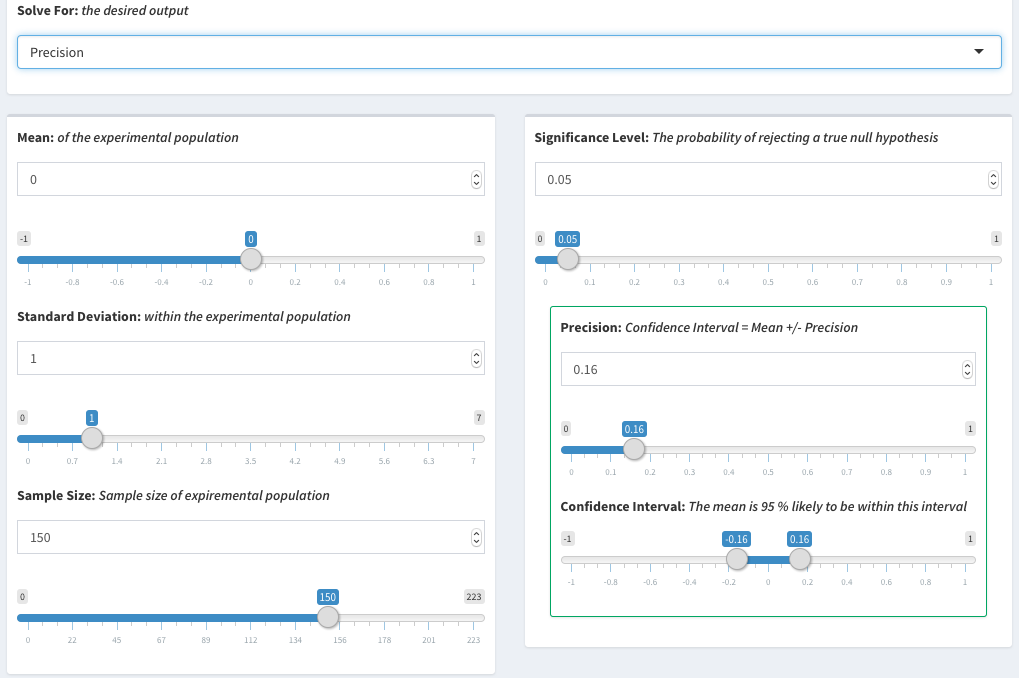 Solve For: the desired output
Precision
Mean: of the experimental population
0
-1 0 1
-1 -0.8 -0.6 -0.4 -0.2 0 0.2 0.4 0.6 0.8 1
Standard Deviation: within the experimental population
1
0 1 7
0 0.7 1.4 2.1 2.8 3.5 4.2 4.9 5.6 6.3 7
Sample Size: Sample size of expiremental population
150
0 150 223
0 22 45 67 89 112 134 156 178 201 223
Significance Level: The probability of rejecting a true null hypothesis
0.05
0 0.05 1
0 0.1 0.2 0.3 0.4 0.5 0.6 0.7 0.8 0.9 1
Precision: Confidence Interval = Mean +/- Precision
0.16
0 0.16 1
0 0.1 0.2 0.3 0.4 0.5 0.6 0.7 0.8 0.9 1
Confidence Interval: The mean is 95 % likely to be within this interval
-1 -0.16 0.16 1
-1 -0.8 -0.6 -0.4 -0.2 0 0.2 0.4 0.6 0.8 1